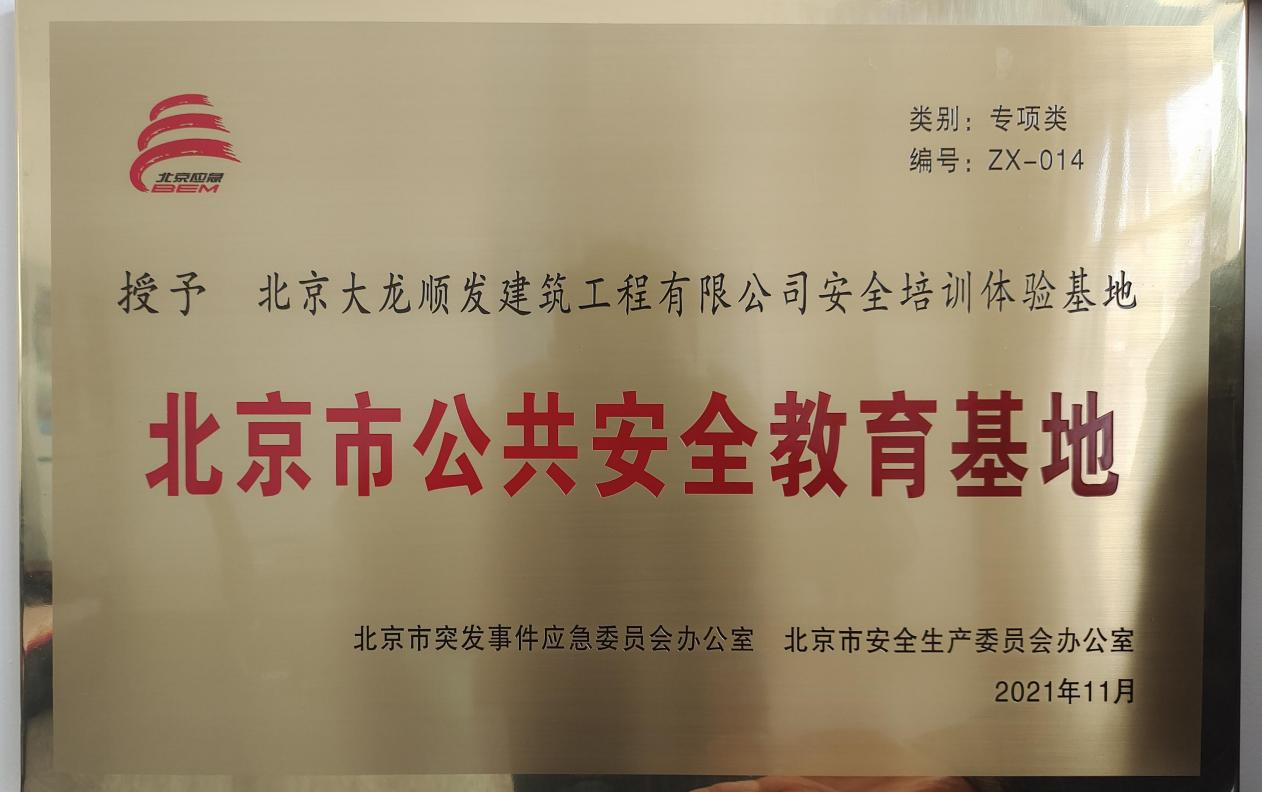 北京应急
BEM
类别：专项类
编号：ZX-014
授予 北京大龙顺发建筑工程有限公司安全培训体验基地
北京市公共安全教育基地
北京市突发事件应急委员会办公室 北京市安全生产委员会办公室
2021年11月